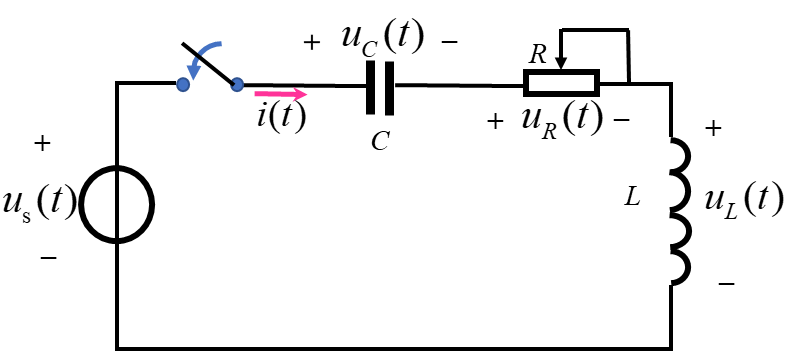 + u_C(t) −
R
i(t)
C
+ u_R(t) −
+
u_s(t)
−
L
+
u_L(t)
−